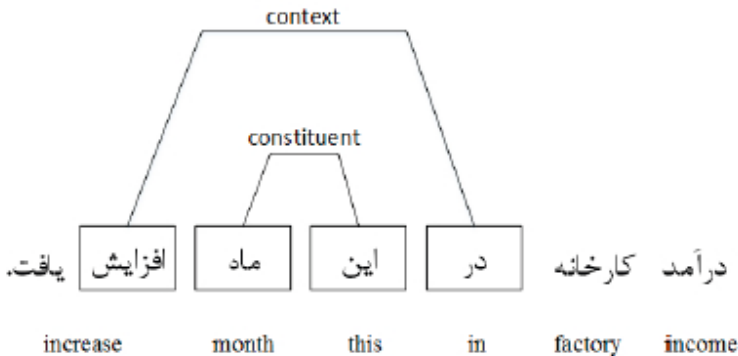 context
constituent
درآمد کارخانه در این ماه افزایش یافت.
increase month this in factory income